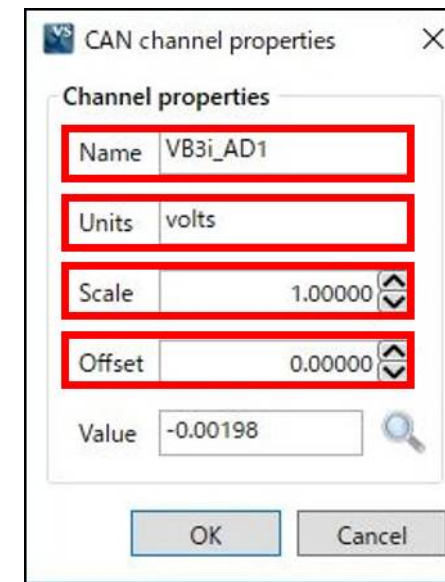 VS CAN channel properties
Channel properties
Name VB3i_AD1
Units volts
Scale 1.00000
Offset 0.00000
Value -0.00198
OK Cancel